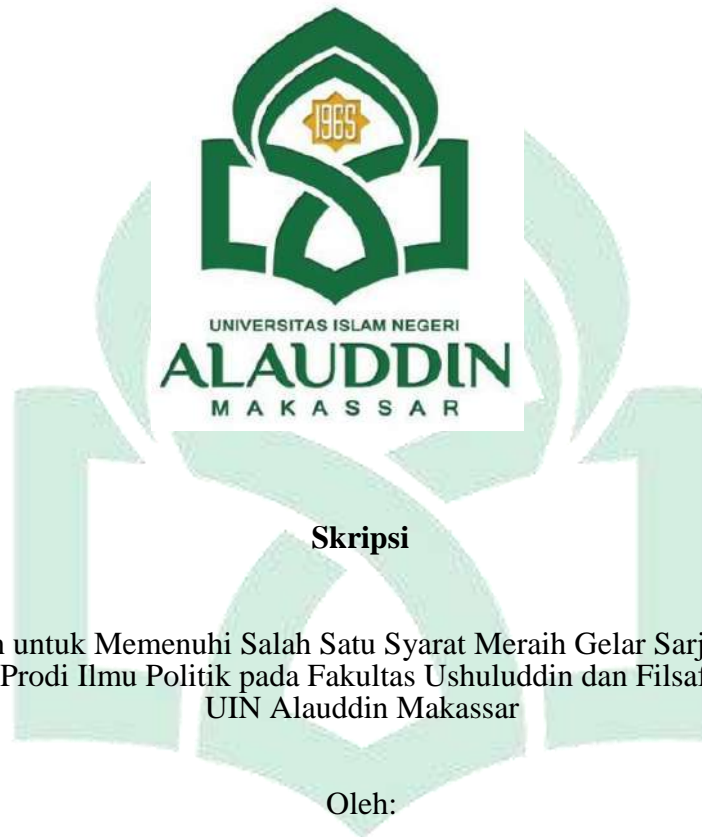 1965
UNIVERSITAS ISLAM NEGERI
ALAUDDIN
MAKASSAR
Skripsi
untuk Memenuhi Salah Satu Syarat Meraih Gelar
Prodi Ilmu Politik pada Fakultas Ushuluddin dan
UIN Alauddin Makassar
Oleh: